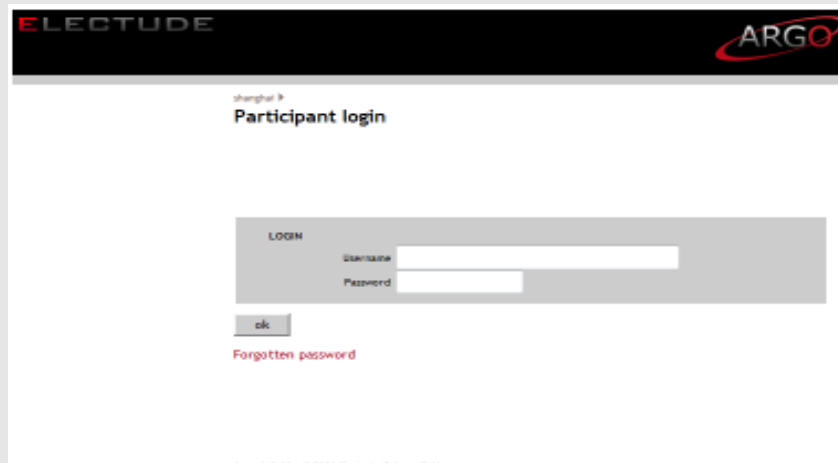 ELECTUDE
ARGO
shanghai
Participant login
LOGIN
Username
Password
ok
Forgotten password